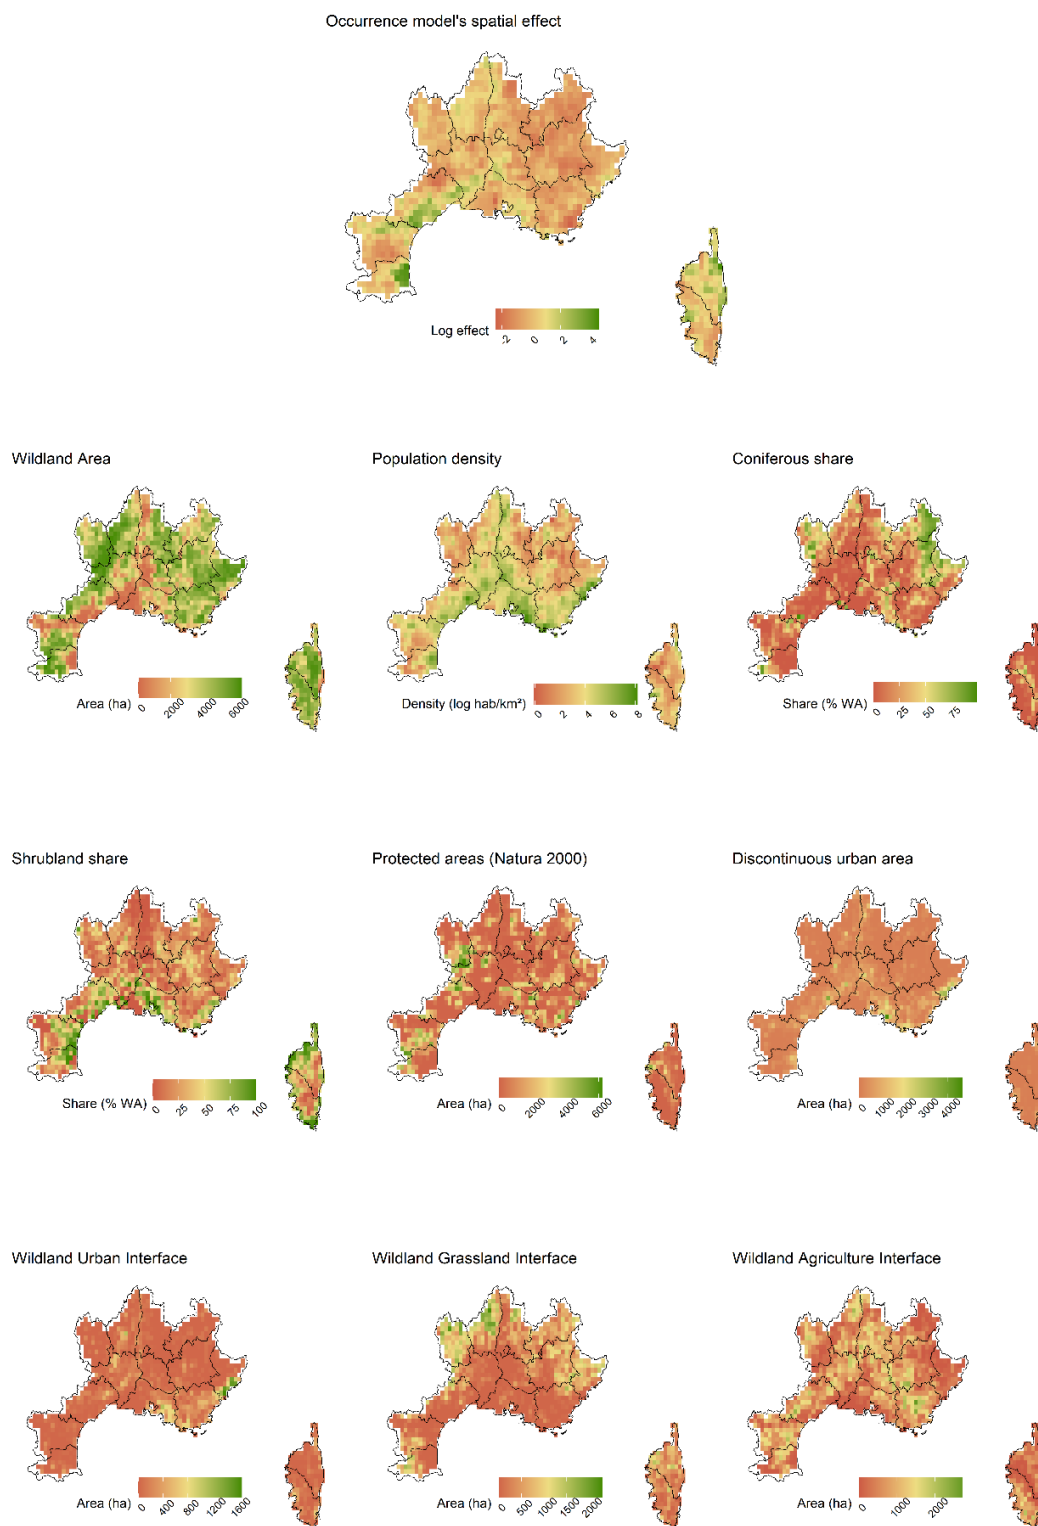 Occurrence model's spatial effect
Log effect
-2 0 2 4
Wildland Area
Population density
Coniferous share
Area (ha)
0 2000 4000 6000
Density (log hab/km²)
0 2 4 6 8
Share (% WA)
0 25 50 75
Shrubland share
Protected areas (Natura 2000)
Discontinuous urban area
Share (% WA)
0 25 50 75 100
Area (ha)
0 2000 4000 6000
Area (ha)
0 1000 2000 3000 4000
Wildland Urban Interface
Wildland Grassland Interface
Wildland Agriculture Interface
Area (ha)
0 400 800 1200 1600
Area (ha)
0 500 1000 1500 2000
Area (ha)
0 1000 2000